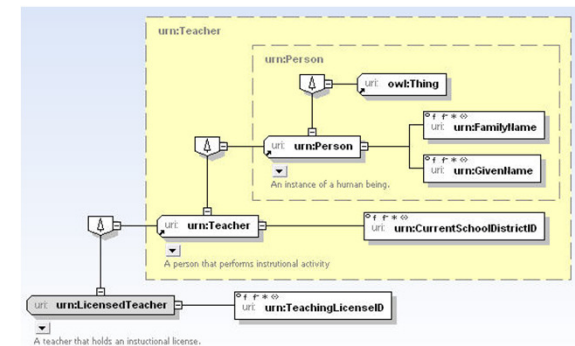 urn:Teacher
urn:Person
uri: owl:Thing
uri: urn:FamilyName
uri: urn:Person
An instance of a human being.
uri: urn:GivenName
uri: urn:Teacher
uri: urn:CurrentSchoolDistrictID
A person that performs instrutional activity
uri: urn:LicensedTeacher
uri: urn:TeachingLicenseID
A teacher that holds an instuctional license.